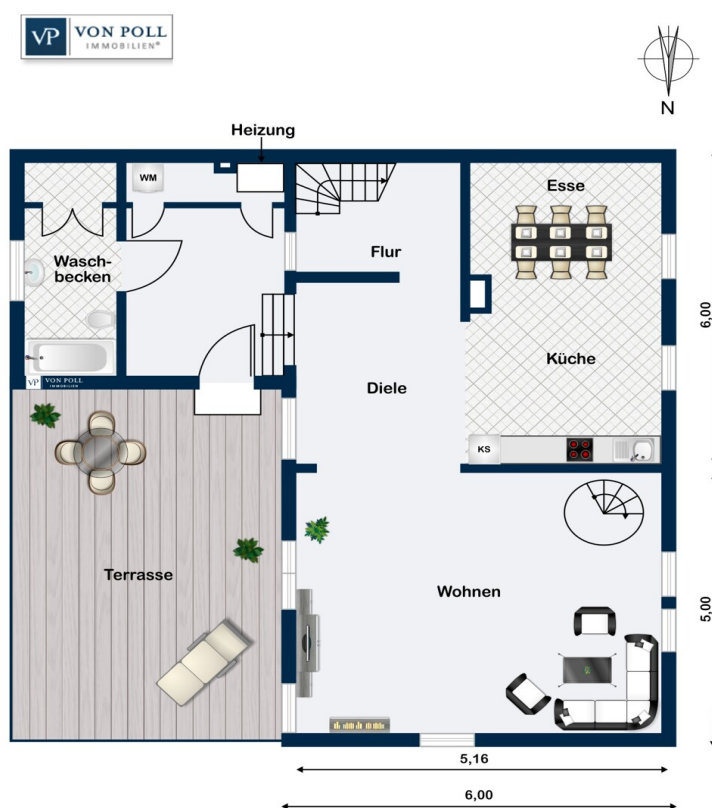 VP VON POLL
IMMOBILIEN®
N
Heizung
WM
Esse
Flur
Wasch-
becken
6,00
Küche
Diele
VP VON POLL
IMMOBILIEN
KS
Terrasse
Wohnen
5,00
5,16
6,00